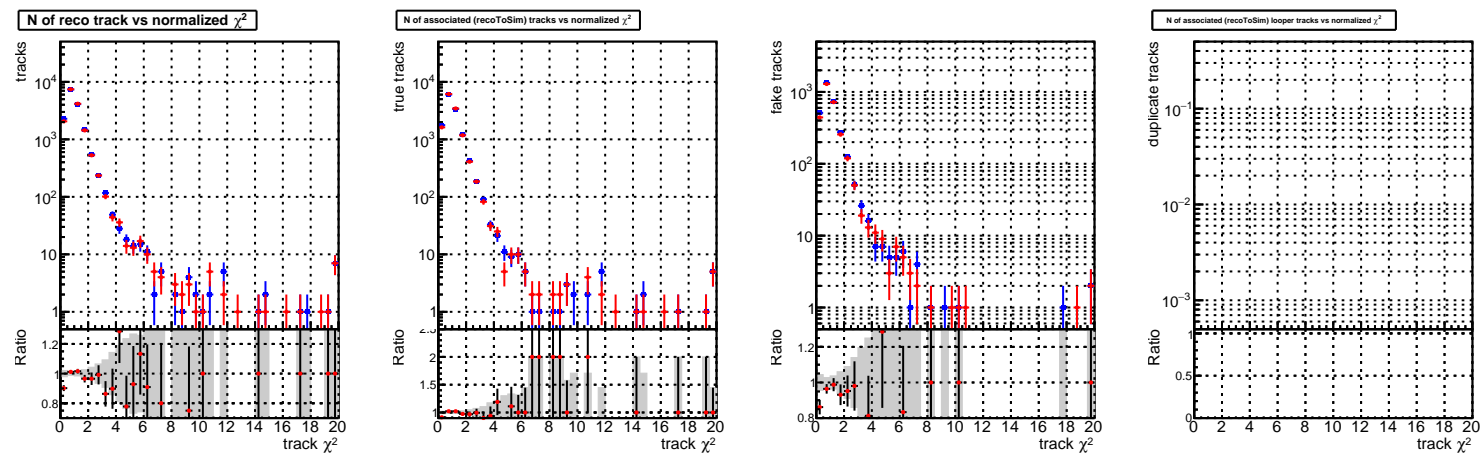 N of reco track vs normalized χ²
tracks
10⁴
10³
10²
10
1
Ratio
1.2
1
0.8
0 2 4 6 8 10 12 14 16 18 20
track χ²
N of associated (recoToSim) tracks vs normalized χ²
true tracks
10⁴
10³
10²
10
1
Ratio
2.5
2
1.5
1
0 2 4 6 8 10 12 14 16 18 20
track χ²
fake tracks
10³
10²
10
1
Ratio
1.2
1
0.8
0 2 4 6 8 10 12 14 16 18 20
track χ²
N of associated (recoToSim) looper tracks vs normalized χ²
duplicate tracks
10⁻¹
10⁻²
10⁻³
Ratio
1
0.5
0
0 2 4 6 8 10 12 14 16 18 20
track χ²